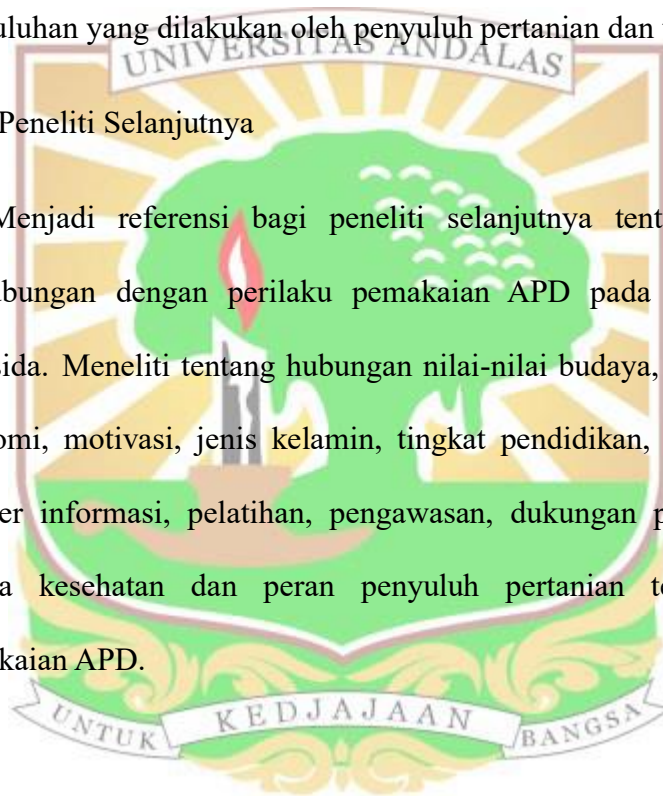 uluhan yang dilakukan oleh penyuluh pertanian dan
UNIVERSITAS ANDALAS
Peneliti Selanjutnya
Menjadi referensi bagi peneliti selanjutnya tent
bungan dengan perilaku pemakaian APD pada
sida. Meneliti tentang hubungan nilai-nilai budaya,
omi, motivasi, jenis kelamin, tingkat pendidikan,
er informasi, pelatihan, pengawasan, dukungan p
a kesehatan dan peran penyuluh pertanian te
kaian APD.
UNTUK KEDJAJAAN BANGSA